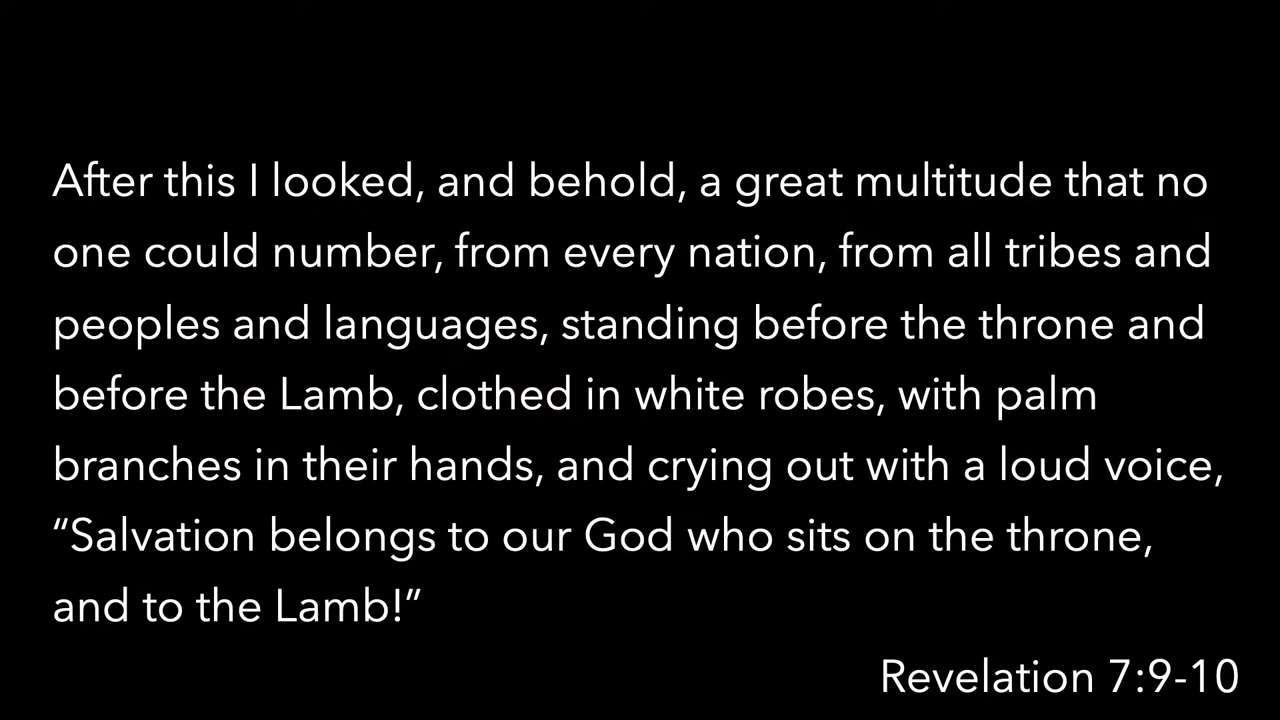 After this I looked, and behold, a great multitude that no
one could number, from every nation, from all tribes and
peoples and languages, standing before the throne and
before the Lamb, clothed in white robes, with palm
branches in their hands, and crying out with a loud voice,
“Salvation belongs to our God who sits on the throne,
and to the Lamb!”
Revelation 7:9-10